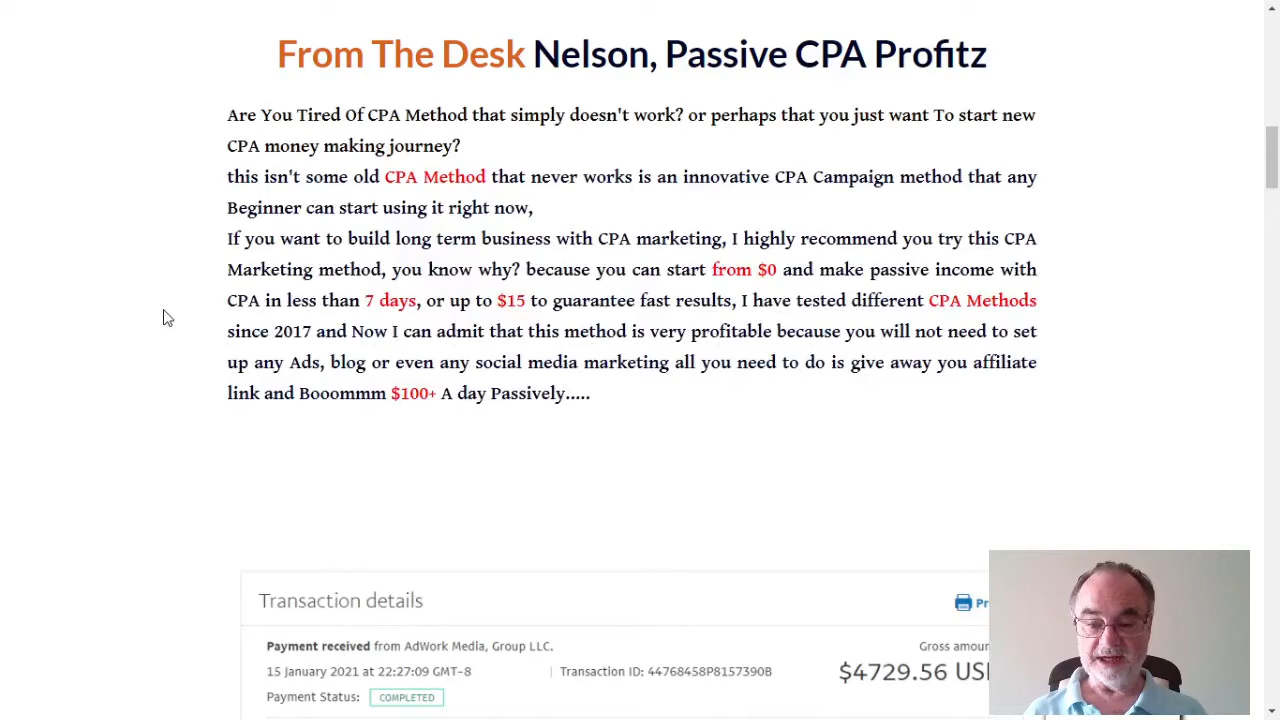 From The Desk Nelson, Passive CPA Profitz
Are You Tired Of CPA Method that simply doesn't work? or perhaps that you just want To start new
CPA money making journey?
this isn't some old CPA Method that never works is an innovative CPA Campaign method that any
Beginner can start using it right now,
If you want to build long term business with CPA marketing, I highly recommend you try this CPA
Marketing method, you know why? because you can start from $0 and make passive income with
CPA in less than 7 days, or up to $15 to guarantee fast results, I have tested different CPA Methods
since 2017 and Now I can admit that this method is very profitable because you will not need to set
up any Ads, blog or even any social media marketing all you need to do is give away you affiliate
link and Booommm $100+ A day Passively.....
Transaction details
Payment received from AdWork Media, Group LLC.
Gross amoun
15 January 2021 at 22:27:09 GMT-8 | Transaction ID: 44768458P8157390B
$4729.56 USD
Payment Status: COMPLETED